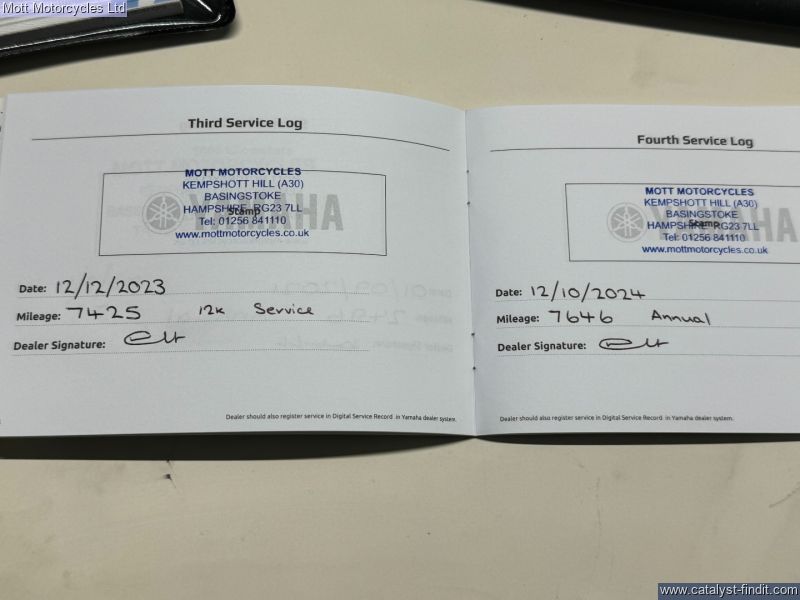 Mott Motorcycles Ltd
Third Service Log
MOTT MOTORCYCLES
KEMPSHOTT HILL (A30)
BASINGSTOKE
HAMPSHIRE RG23 7LL
Stamp
Tel: 01256 841110
www.mottmotorcycles.co.uk
YAMAHA
Date: 12/12/2023
Mileage: 7425 12k Service
Dealer Signature:
Dealer should also register service in Digital Service Record in Yamaha dealer system.
Fourth Service Log
MOTT MOTORCYCLES
KEMPSHOTT HILL (A30)
BASINGSTOKE
HAMPSHIRE RG23 7LL
Stamp
Tel: 01256 841110
www.mottmotorcycles.co.uk
YAMAHA
Date: 12/10/2024
Mileage: 7646 Annual
Dealer Signature:
Dealer should also register service in Digital Service Record in Yamaha dealer system.
www.catalyst-findit.com